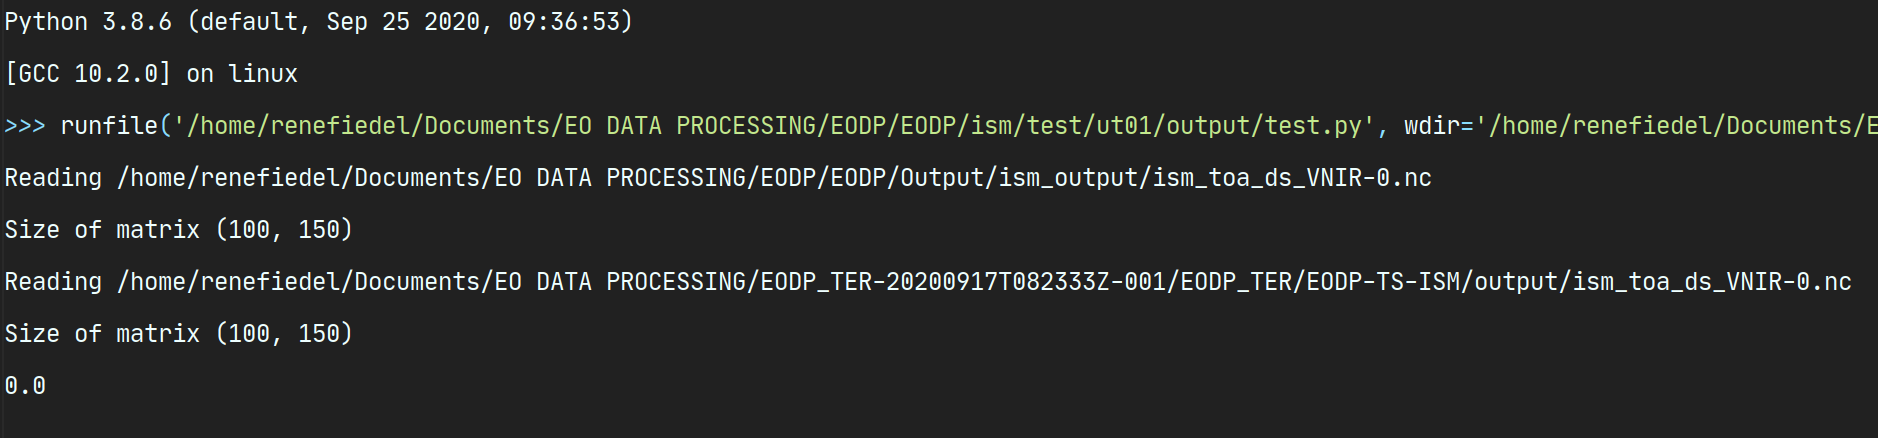 Python 3.8.6 (default, Sep 25 2020, 09:36:53)
[GCC 10.2.0] on linux
>>> runfile('/home/renefiedel/Documents/EO DATA PROCESSING/EODP/EODP/ism/test/ut01/output/test.py', wdir='/home/renefiedel/Documents/E
Reading /home/renefiedel/Documents/EO DATA PROCESSING/EODP/EODP/Output/ism_output/ism_toa_ds_VNIR-0.nc
Size of matrix (100, 150)
Reading /home/renefiedel/Documents/EO DATA PROCESSING/EODP_TER-20200917T082333Z-001/EODP_TER/EODP-TS-ISM/output/ism_toa_ds_VNIR-0.nc
Size of matrix (100, 150)
0.0